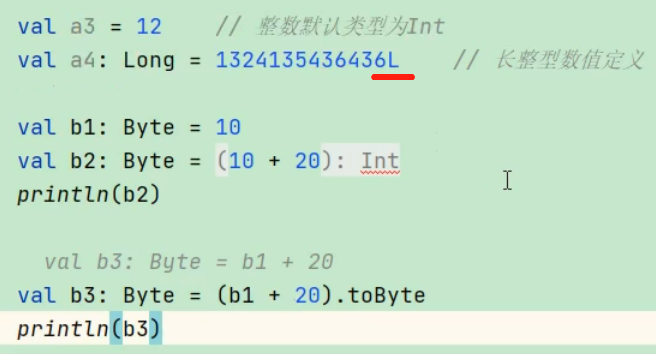 val a3 = 12    // 整数默认类型为Int
val a4: Long = 1324135436436L    // 长整型数值定义
val b1: Byte = 10
val b2: Byte = (10 + 20): Int
println(b2)
val b3: Byte = b1 + 20
val b3: Byte = (b1 + 20).toByte
println(b3)